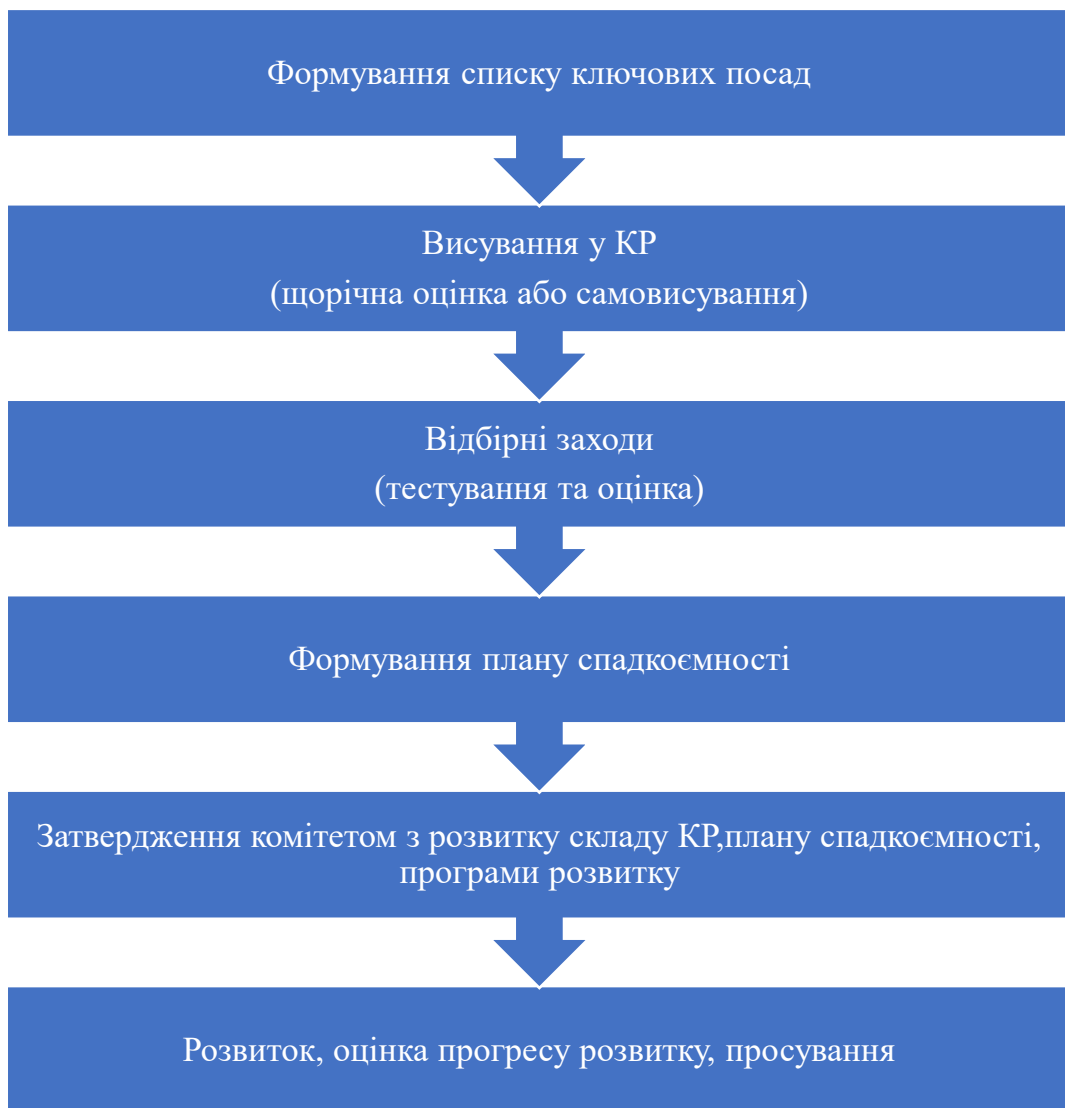 Формування списку ключових посад
Висування у КР
(щорічна оцінка або самовисування)
Відбірні заходи
(тестування та оцінка)
Формування плану спадкоємності
Затвердження комітетом з розвитку складу КР,плану спадкоємності,
програми розвитку
Розвиток, оцінка прогресу розвитку, просування